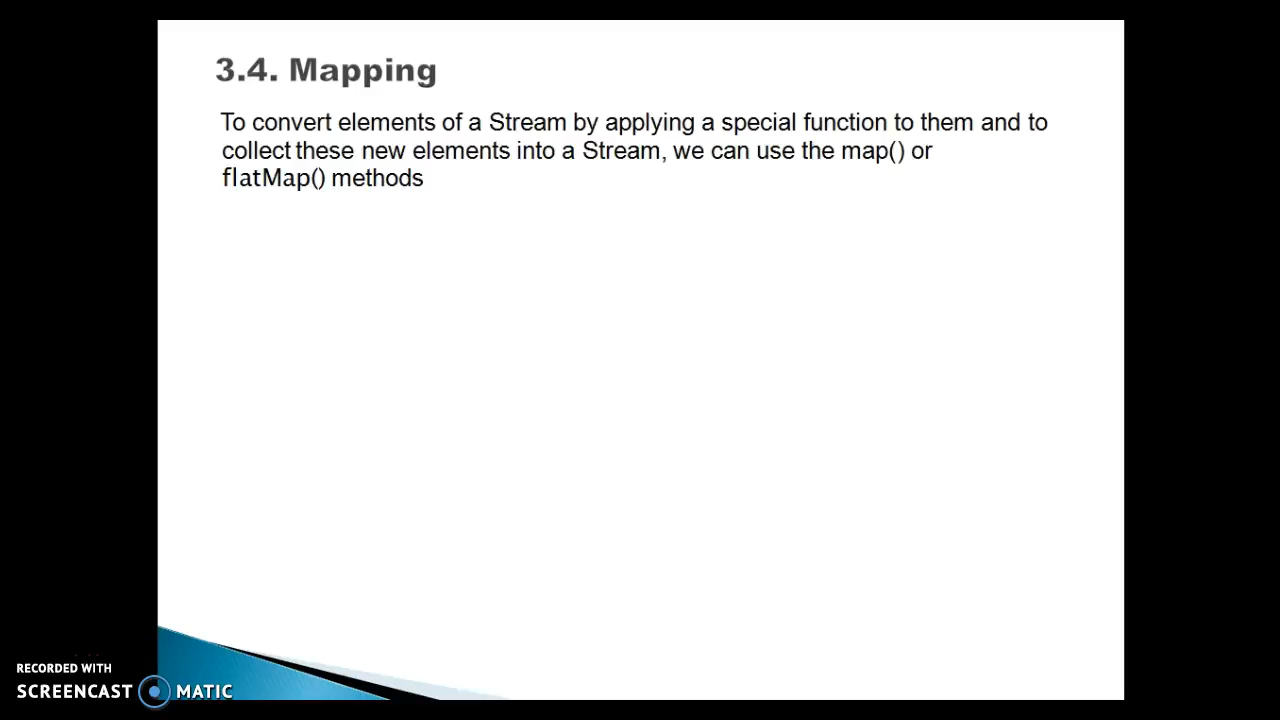 3.4. Mapping
To convert elements of a Stream by applying a special function to them and to
collect these new elements into a Stream, we can use the map() or
flatMap() methods
RECORDED WITH
SCREENCAST MATIC